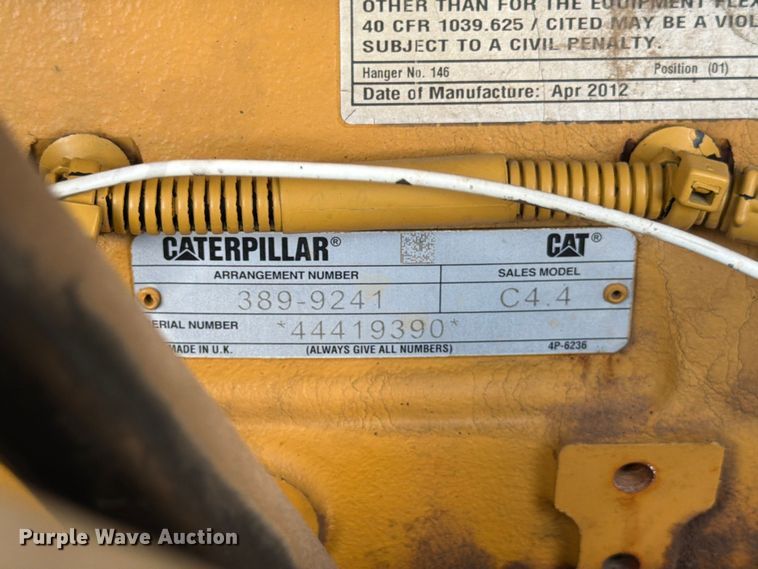 OTHER THAN FOR THE EQUIPMENT FLEX
40 CFR 1039.625 / CITED MAY BE A VIOL
SUBJECT TO A CIVIL PENALTY.
Hanger No. 146 Position (01)
Date of Manufacture: Apr 2012
CATERPILLAR® CAT®
ARRANGEMENT NUMBER SALES MODEL
389-9241 C4.4
ERIAL NUMBER *44419390*
MADE IN U.K. (ALWAYS GIVE ALL NUMBERS) 4P-6236
Purple Wave Auction